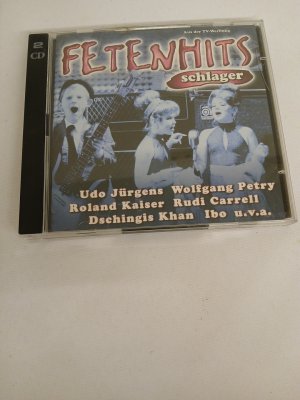 2
CD
Aus der TV-Werbung
FETENHITS
schlager
Udo Jürgens Wolfgang Petry
Roland Kaiser Rudi Carrell
Dschingis Khan Ibo u.v.a.